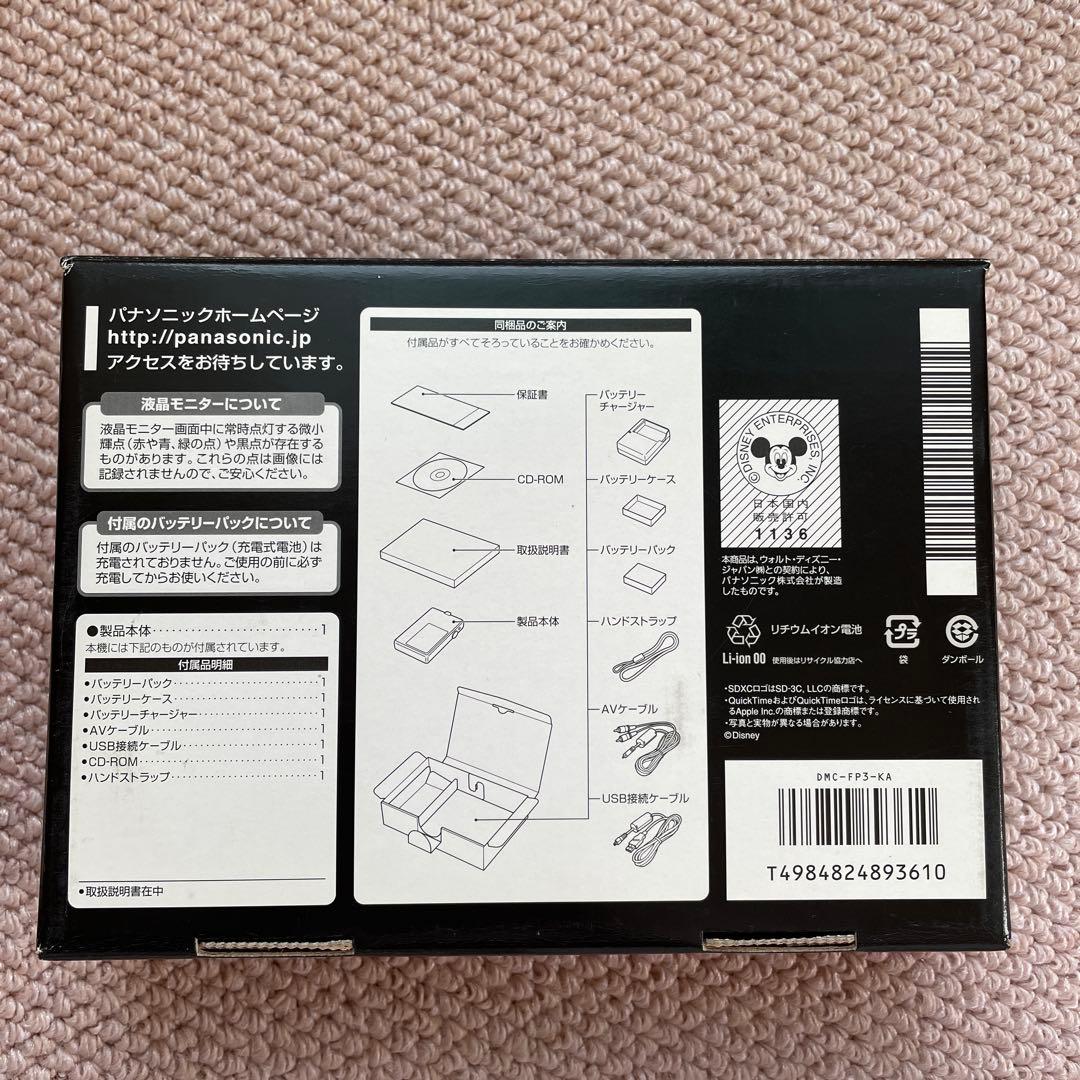 パナソニックホームページ
http://panasonic.jp
アクセスをお待ちしています。
液晶モニターについて
液晶モニター画面中に常時点灯する微小
輝点(赤や青、緑の点)や黒点が存在する
ものがあります。これらの点は画像には
記録されませんので、ご安心ください。
付属のバッテリーパックについて
付属のバッテリーパック(充電式電池)は
充電されておりません。ご使用の前に必ず
充電してからお使いください。
●製品本体・・・・・・・・・・・・・・・1
本機には下記のものが付属されています。
付属品明細
•バッテリーパック・・・・・・・・・・・・・1
•バッテリーケース・・・・・・・・・・・・・1
•バッテリーチャージャー・・・・・・・・・・1
•AVケーブル・・・・・・・・・・・・・・・1
•USB接続ケーブル・・・・・・・・・・・・1
•CD-ROM・・・・・・・・・・・・・・・・1
•ハンドストラップ・・・・・・・・・・・・・1
•取扱説明書在中
同梱品のご案内
付属品がすべてそろっていることをお確かめください。
保証書
CD-ROM
取扱説明書
製品本体
バッテリー
チャージャー
バッテリーケース
バッテリーパック
ハンドストラップ
AVケーブル
USB接続ケーブル
©DISNEY ENTERPRISES, INC.
日本国内
販売許可
1136
本商品は、ウォルト・ディズニー・
ジャパン㈱との契約により、
パナソニック株式会社が製造
したものです。
リチウムイオン電池
Li-ion 00 使用後はリサイクル協力店へ
プラ
袋
ダンボール
・SDXCロゴはSD-3C, LLCの商標です。
・QuickTimeおよびQuickTimeロゴは、ライセンスに基づいて使用され
るApple Inc.の商標または登録商標です。
・写真と実物が異なる場合があります。
©Disney
DMC-FP3-KA
T4984824893610